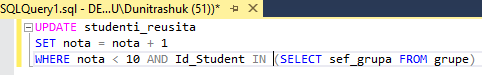 SQLQuery1.sql - DE...U\Dunitrashuk (51))*
UPDATE studenti_reusita
SET nota = nota + 1
WHERE nota < 10 AND Id_Student IN (SELECT sef_grupa FROM grupe)